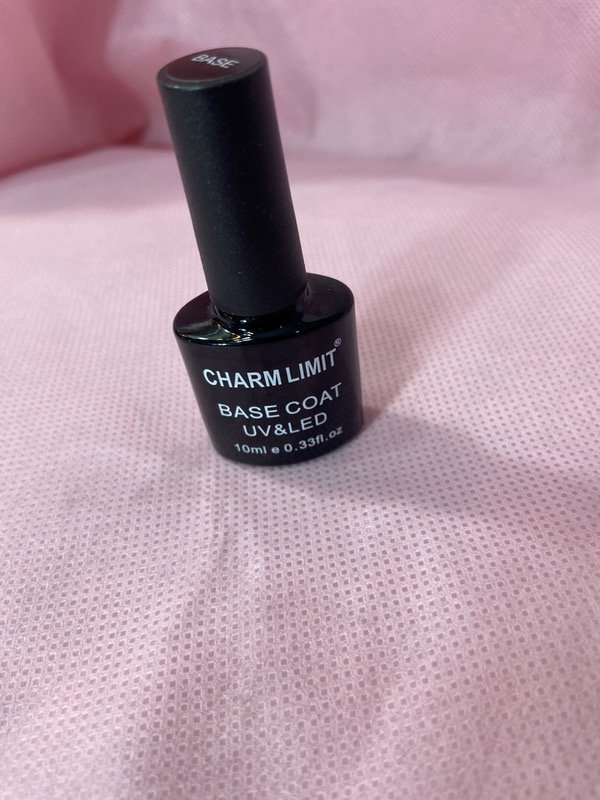 BASE
CHARM LIMIT®
BASE COAT
UV&LED
10ml e 0.33fl.oz